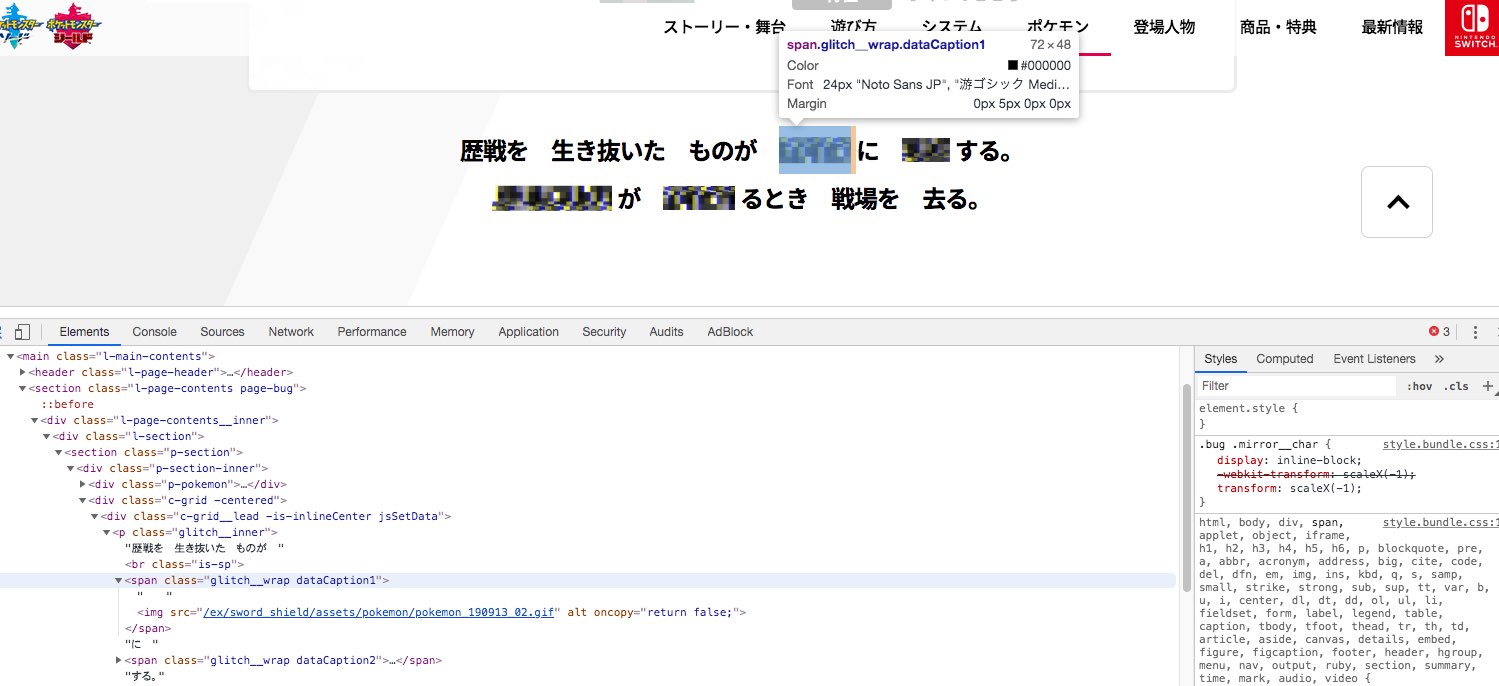 ストーリー・舞台 遊び方 システム ポケモン 登場人物 商品・特典 最新情報
NINTENDO
SWITCH
span.glitch__wrap.dataCaption1 72 × 48
Color #000000
Font 24px "Noto Sans JP", "游ゴシック Medi…
Margin 0px 5px 0px 0px
歴戦を 生き抜いた ものが に する。
が るとき 戦場を 去る。
Elements Console Sources Network Performance Memory Application Security Audits AdBlock 3
<main class="l-main-contents">
<header class="l-page-header">…</header>
<section class="l-page-contents page-bug">
::before
<div class="l-page-contents__inner">
<div class="l-section">
<section class="p-section">
<div class="p-section-inner">
<div class="p-pokemon">…</div>
<div class="c-grid -centered">
<div class="c-grid__lead -is-inlineCenter jsSetData">
<p class="glitch__inner">
"歴戦を 生き抜いた ものが "
<br class="is-sp">
<span class="glitch__wrap dataCaption1">
"  "
<img src="/ex/sword_shield/assets/pokemon/pokemon_190913_02.gif" alt oncopy="return false;">
</span>
"に "
<span class="glitch__wrap dataCaption2">…</span>
"する。"
Styles Computed Event Listeners »
Filter :hov .cls +
element.style {
}
.bug .mirror__char { style.bundle.css:1
display: inline-block;
-webkit-transform: scaleX(-1);
transform: scaleX(-1);
}
html, body, div, span, style.bundle.css:1
applet, object, iframe,
h1, h2, h3, h4, h5, h6, p, blockquote, pre,
a, abbr, acronym, address, big, cite, code,
del, dfn, em, img, ins, kbd, q, s, samp,
small, strike, strong, sub, sup, tt, var, b,
u, i, center, dl, dt, dd, ol, ul, li,
fieldset, form, label, legend, table,
caption, tbody, tfoot, thead, tr, th, td,
article, aside, canvas, details, embed,
figure, figcaption, footer, header, hgroup,
menu, nav, output, ruby, section, summary,
time, mark, audio, video {